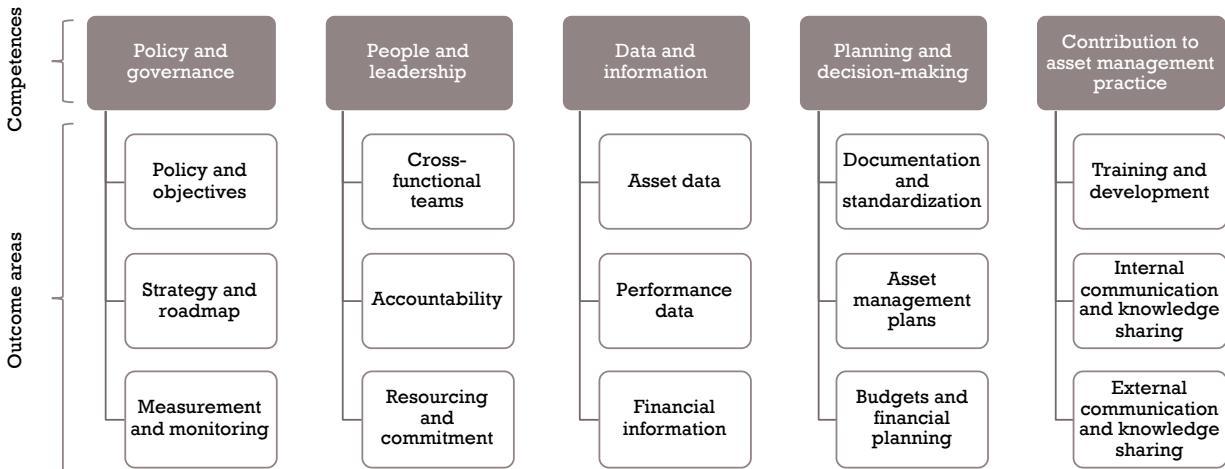 Competences
Policy and
governance
People and
leadership
Data and
information
Planning and
decision-making
Contribution to
asset management
practice
Outcome areas
Policy and
objectives
Cross-
functional
teams
Asset data
Documentation
and
standardization
Training and
development
Strategy and
roadmap
Accountability
Performance
data
Asset
management
plans
Internal
communication
and knowledge
sharing
Measurement
and monitoring
Resourcing
and
commitment
Financial
information
Budgets and
financial
planning
External
communication
and knowledge
sharing